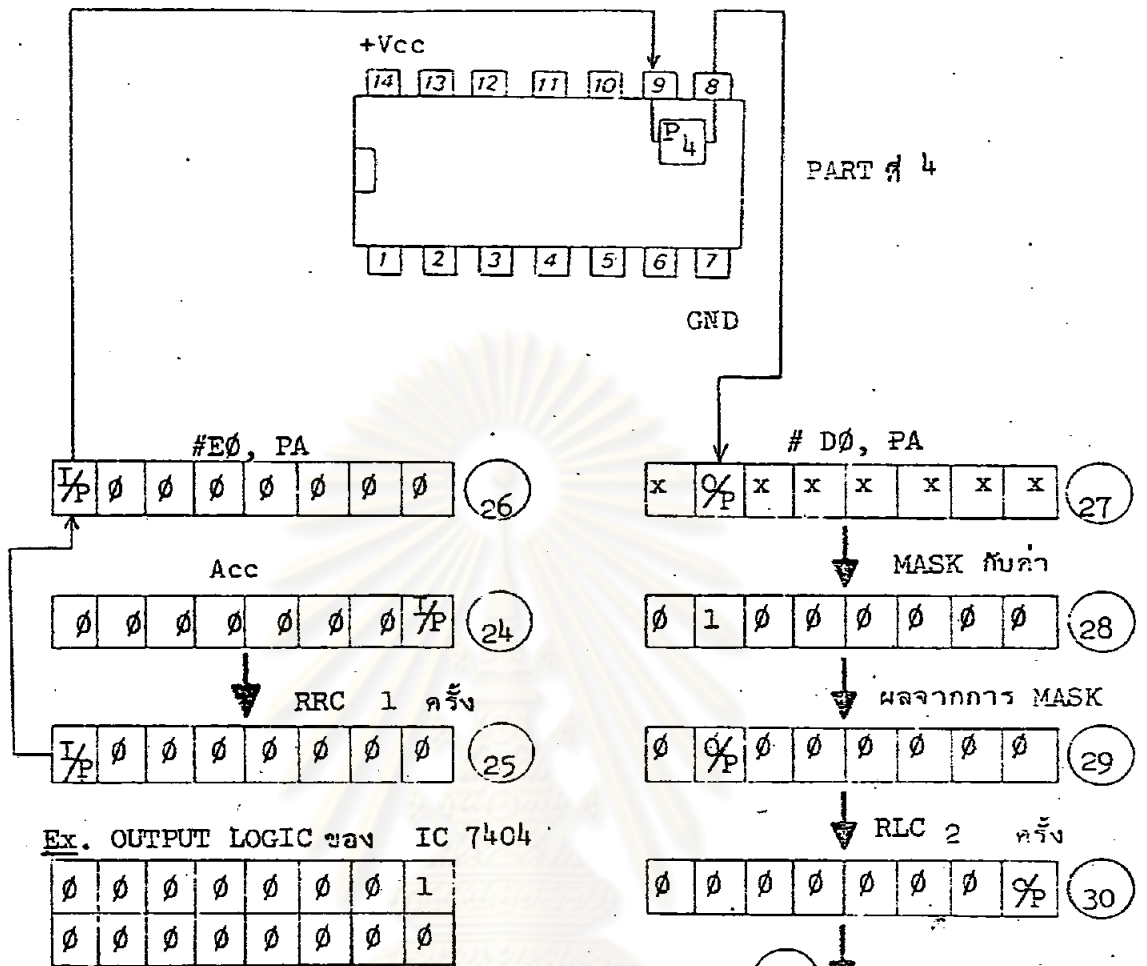 +Vcc
14 13 12 11 10 9 8
P4
PART ที่ 4
1 2 3 4 5 6 7
GND
#EØ, PA
I/P Ø Ø Ø Ø Ø Ø Ø 26
# DØ, PA
x O/P x x x x x x 27
MASK กับค่า
Acc
Ø Ø Ø Ø Ø Ø Ø I/P 24
Ø 1 Ø Ø Ø Ø Ø Ø 28
RRC 1 ครั้ง
ผลจากการ MASK
I/P Ø Ø Ø Ø Ø Ø Ø 25
Ø O/P Ø Ø Ø Ø Ø Ø 29
RLC 2 ครั้ง
Ex. OUTPUT LOGIC ของ IC 7404
Ø Ø Ø Ø Ø Ø Ø 1
Ø Ø Ø Ø Ø Ø Ø Ø
Ø Ø Ø Ø Ø Ø Ø O/P 30